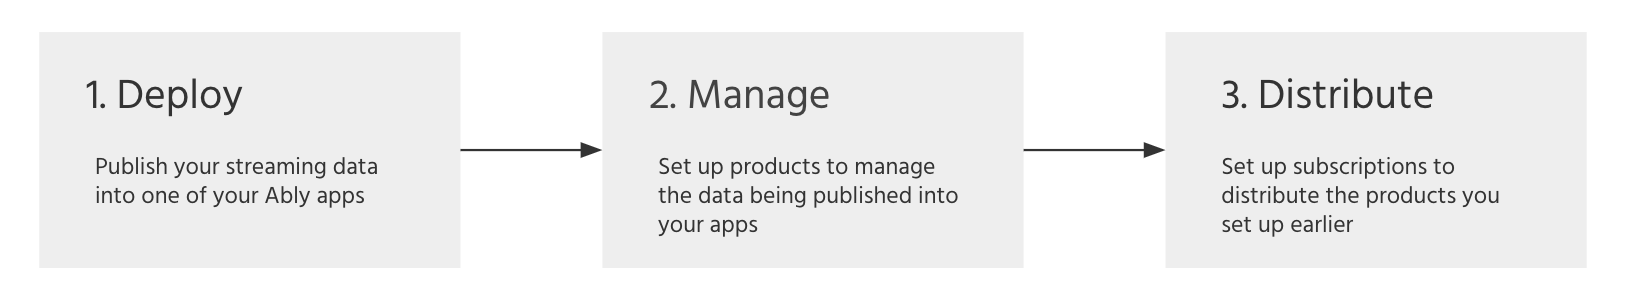 1. Deploy
Publish your streaming data
into one of your Ably apps
2. Manage
Set up products to manage
the data being published into
your apps
3. Distribute
Set up subscriptions to
distribute the products you
set up earlier